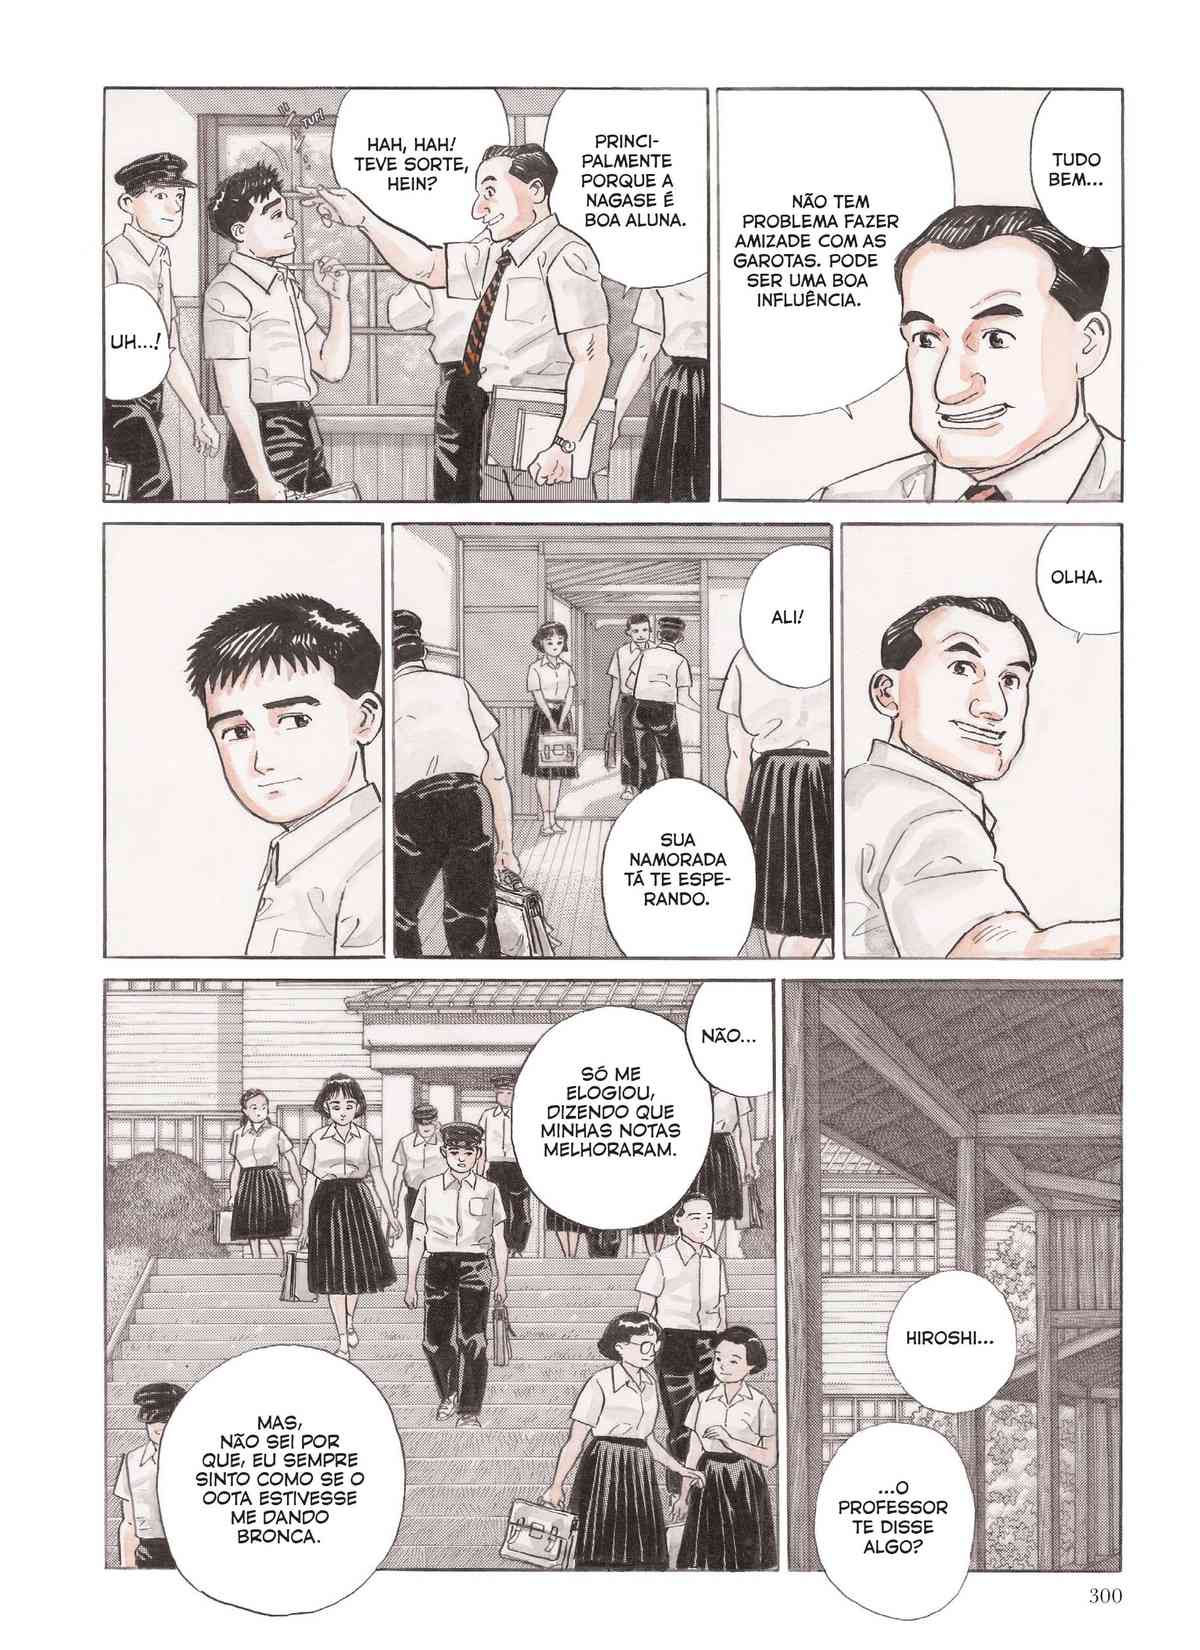 TUDO
BEM...
NÃO TEM
PROBLEMA FAZER
AMIZADE COM AS
GAROTAS. PODE
SER UMA BOA
INFLUÊNCIA.
PRINCI-
PALMENTE
PORQUE A
NAGASE É
BOA ALUNA.
HAH, HAH!
TEVE SORTE,
HEIN?
TUP!
UH...!
OLHA.
ALI!
SUA
NAMORADA
TÁ TE ESPE-
RANDO.
HIROSHI...
...O
PROFESSOR
TE DISSE
ALGO?
NÃO...
SÓ ME
ELOGIOU,
DIZENDO QUE
MINHAS NOTAS
MELHORARAM.
MAS,
NÃO SEI POR
QUE, EU SEMPRE
SINTO COMO SE O
OOTA ESTIVESSE
ME DANDO
BRONCA.
300